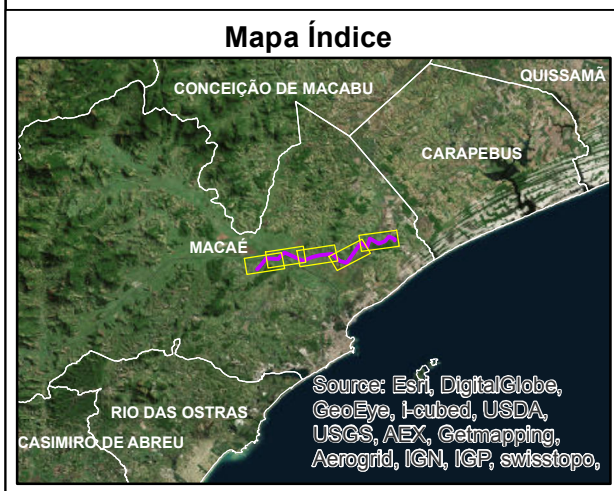 Mapa Índice
QUISSAMÃ
CONCEIÇÃO DE MACABU
CARAPEBUS
MACAÉ
RIO DAS OSTRAS
CASIMIRO DE ABREU
Source: Esri, DigitalGlobe,
GeoEye, i-cubed, USDA,
USGS, AEX, Getmapping,
Aerogrid, IGN, IGP, swisstopo,